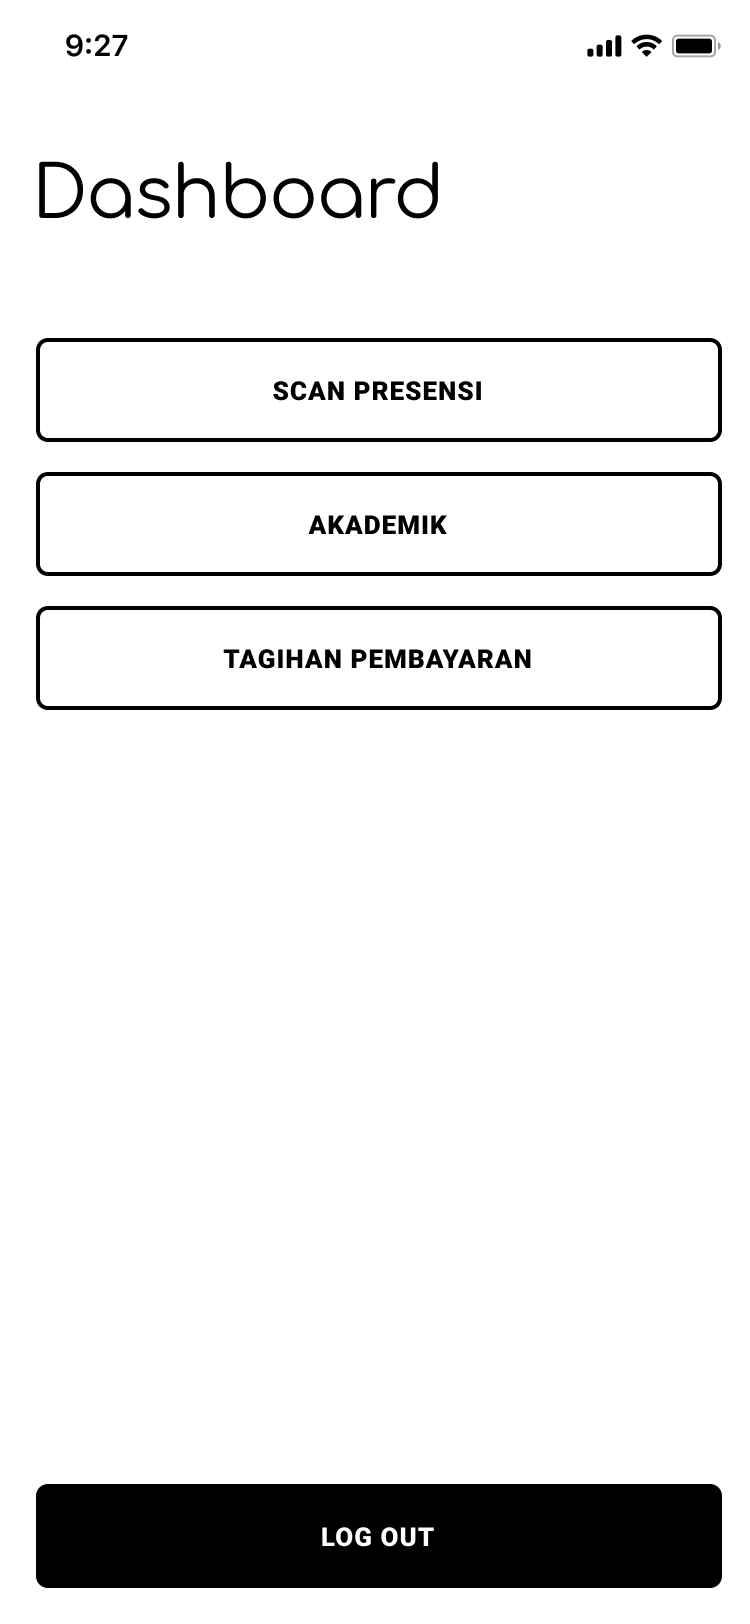 9:27
Dashboard
SCAN PRESENSI
AKADEMIK
TAGIHAN PEMBAYARAN
LOG OUT